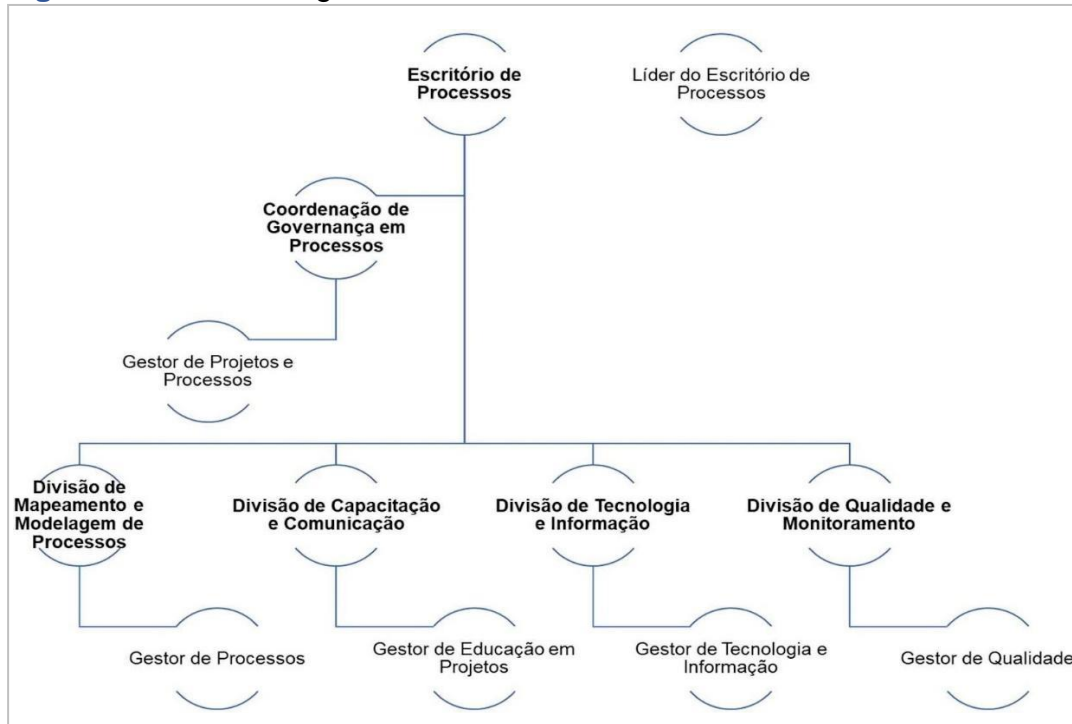 Escritório de
Processos
Líder do Escritório de
Processos
Coordenação de
Governança em
Processos
Gestor de Projetos e
Processos
Divisão de
Mapeamento e
Modelagem de
Processos
Divisão de Capacitação
e Comunicação
Divisão de Tecnologia
e Informação
Divisão de Qualidade e
Monitoramento
Gestor de Processos
Gestor de Educação em
Projetos
Gestor de Tecnologia e
Informação
Gestor de Qualidade